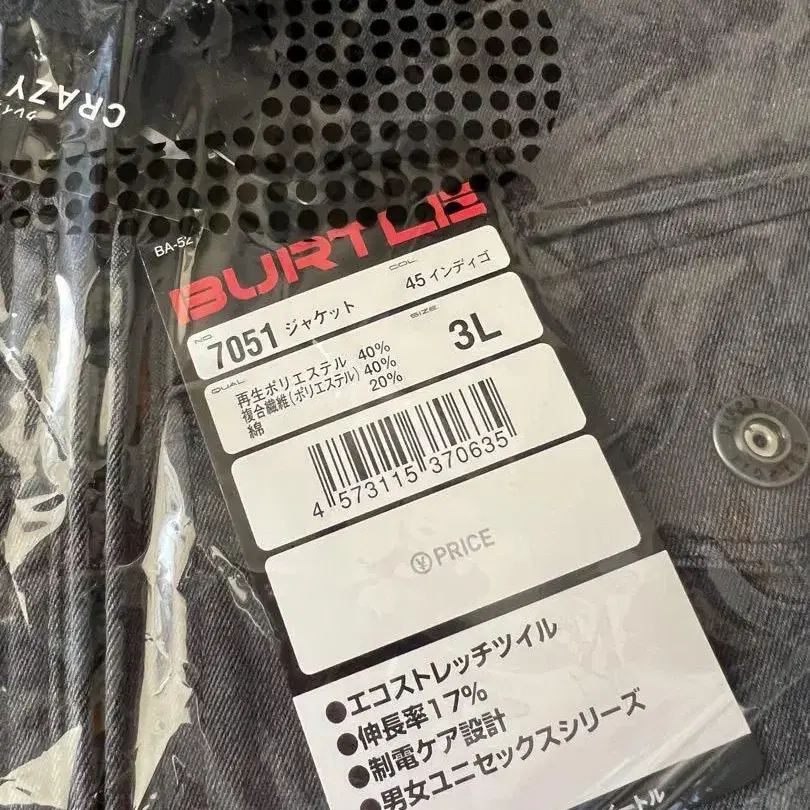 CRAZY
BA-52
BURTLE
NO. 7051 ジャケット
COL. 45 インディゴ
SIZE 3L
QUAL
再生ポリエステル 40%
複合繊維(ポリエステル) 40%
綿 20%
4 573115 370635
¥ PRICE
●エコストレッチツイル
●伸長率17%
●制電ケア設計
●男女ユニセックスシリーズ